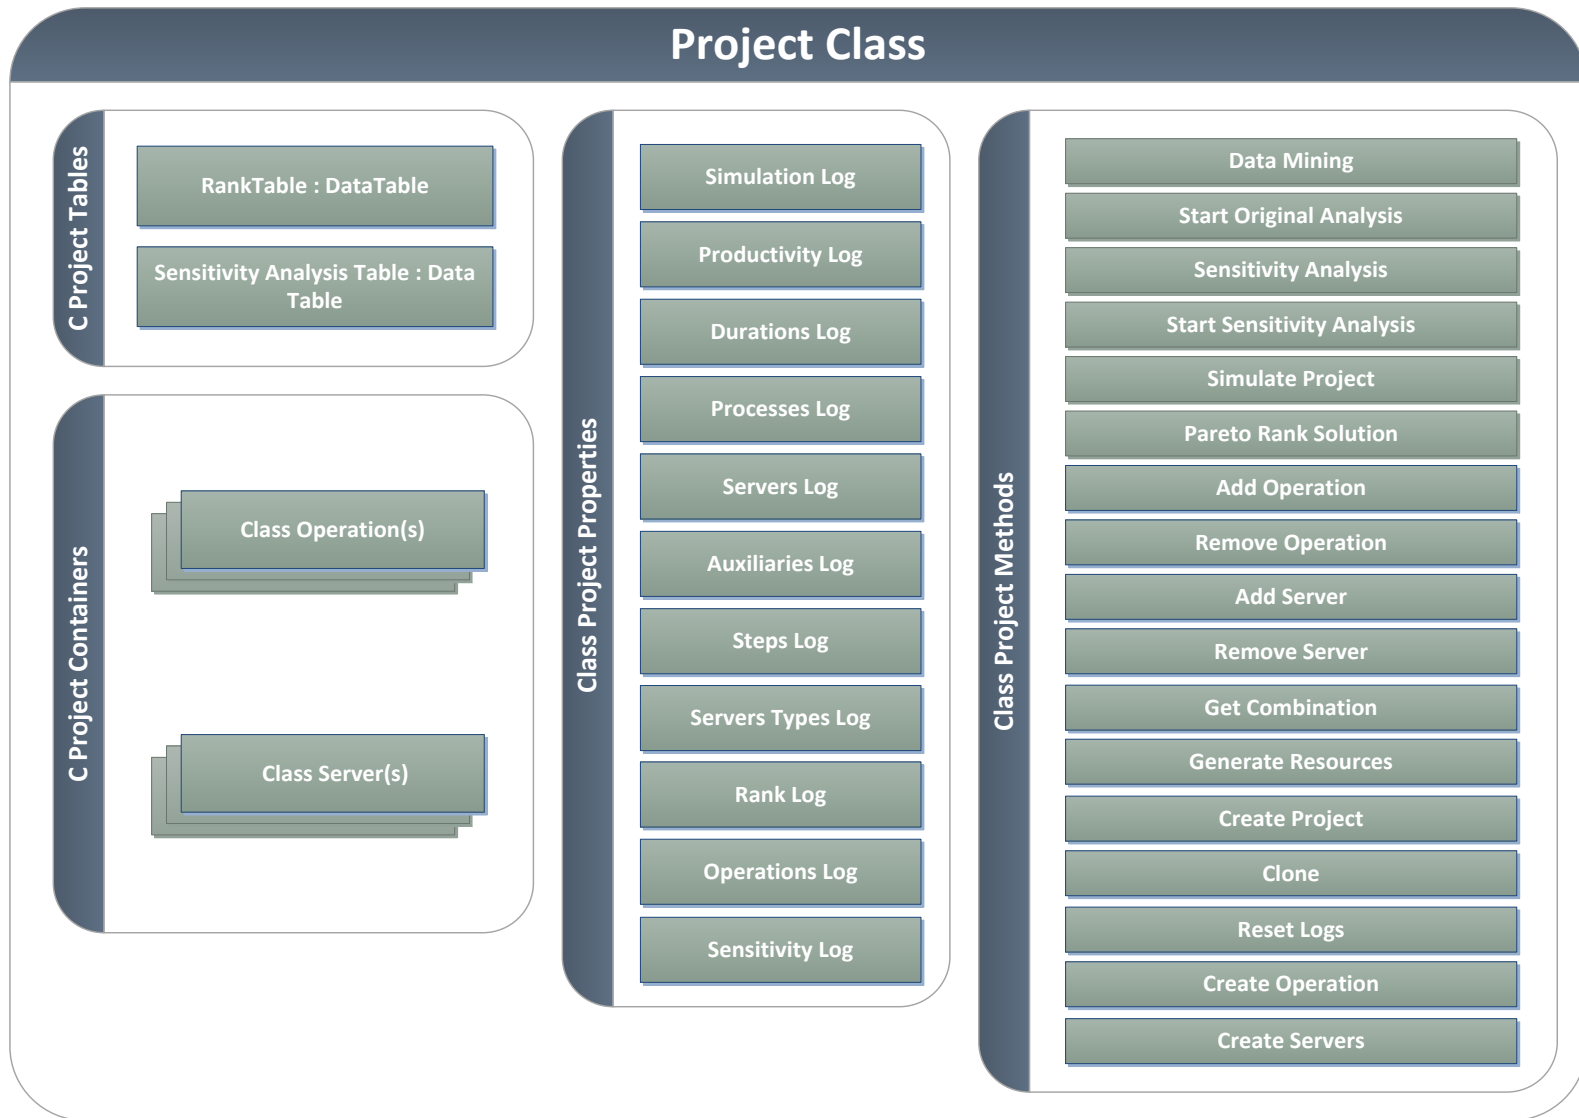 Project Class
C Project Tables
RankTable : DataTable
Sensitivity Analysis Table : Data
Table
C Project Containers
Class Operation(s)
Class Server(s)
Class Project Properties
Simulation Log
Productivity Log
Durations Log
Processes Log
Servers Log
Auxiliaries Log
Steps Log
Servers Types Log
Rank Log
Operations Log
Sensitivity Log
Class Project Methods
Data Mining
Start Original Analysis
Sensitivity Analysis
Start Sensitivity Analysis
Simulate Project
Pareto Rank Solution
Add Operation
Remove Operation
Add Server
Remove Server
Get Combination
Generate Resources
Create Project
Clone
Reset Logs
Create Operation
Create Servers